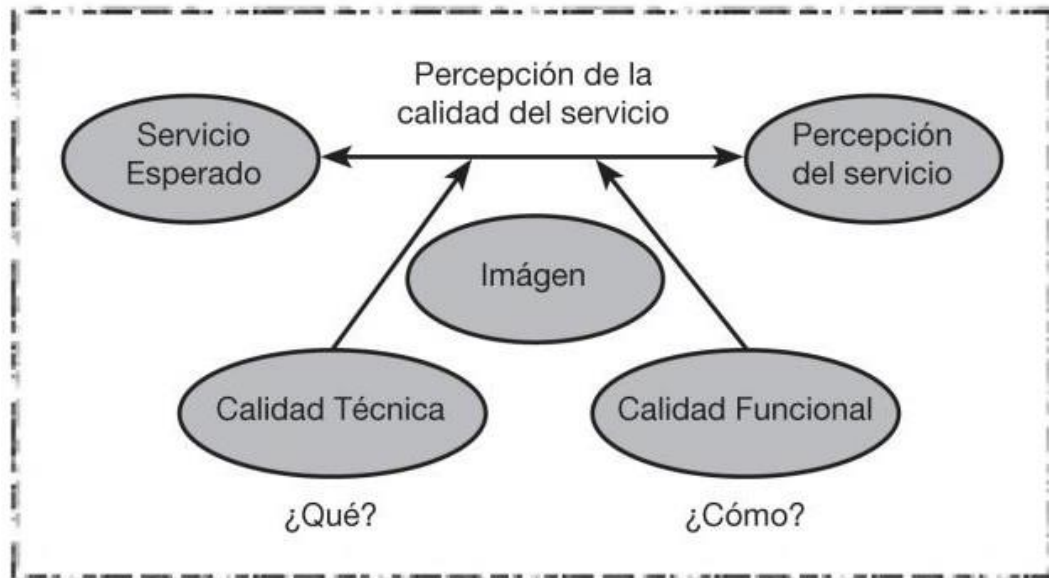 Percepción de la
calidad del servicio
Servicio
Esperado
Percepción
del servicio
Imágen
Calidad Técnica
Calidad Funcional
¿Qué?
¿Cómo?